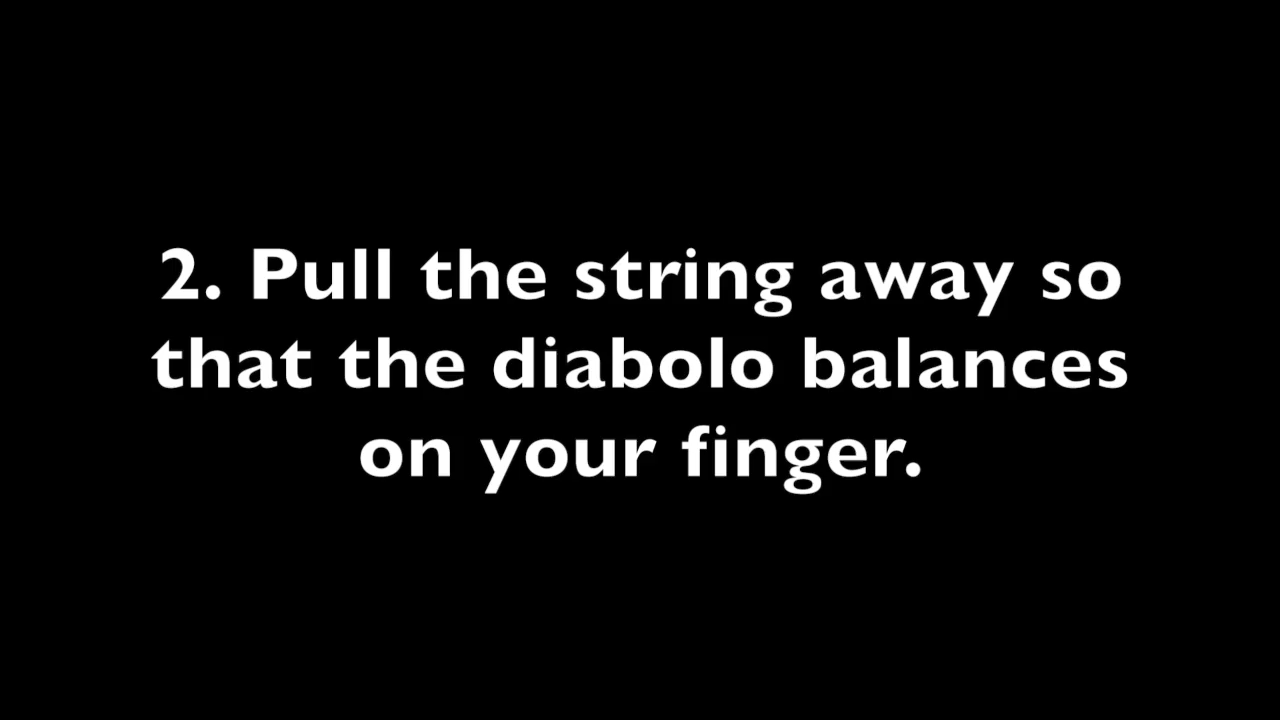 2. Pull the string away so
that the diabolo balances
on your finger.